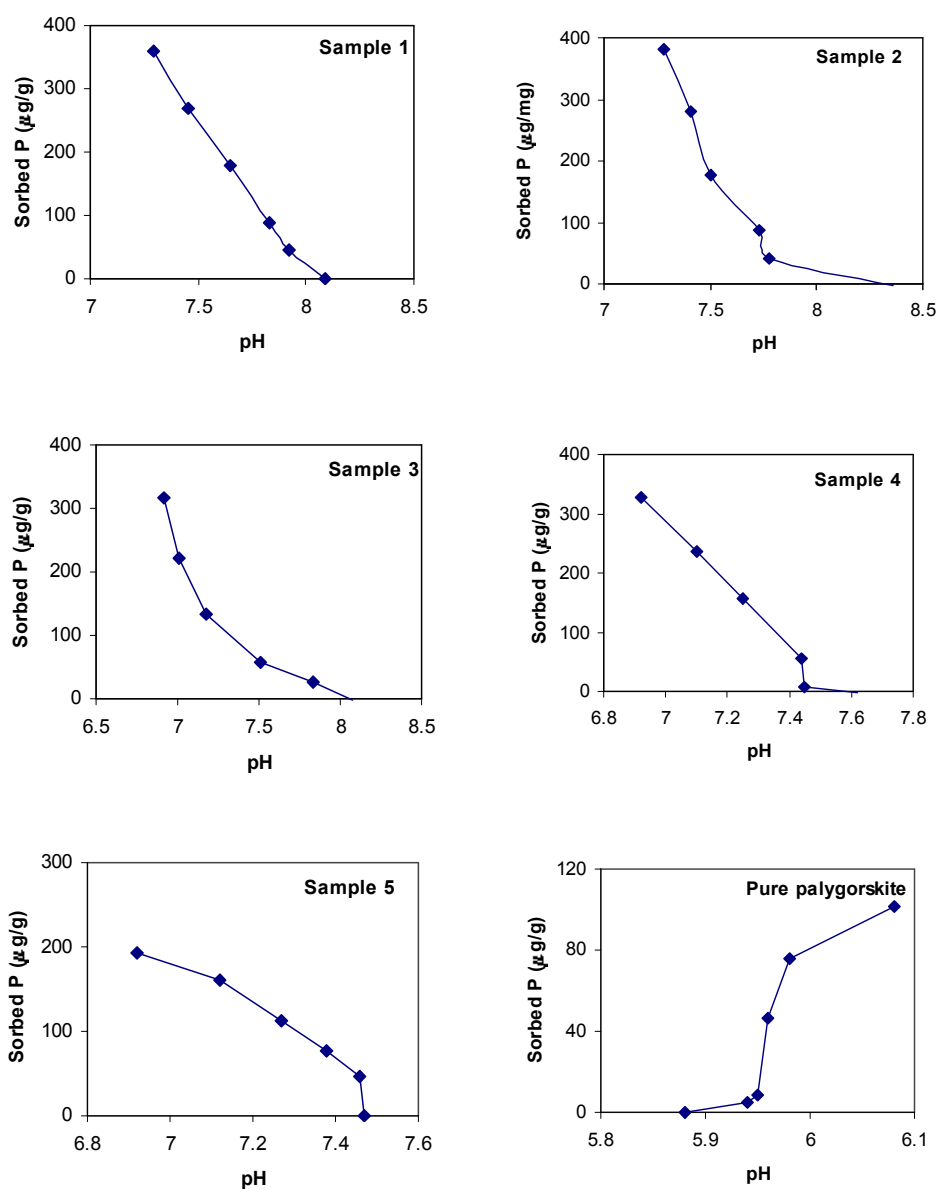 Sample 1
Sorbed P (μg/g)
400
300
200
100
0
7 7.5 8 8.5
pH
Sample 2
Sorbed P (μg/mg)
400
300
200
100
0
7 7.5 8 8.5
pH
Sample 3
Sorbed P (μg/g)
400
300
200
100
0
6.5 7 7.5 8 8.5
pH
Sample 4
Sorbed P (μg/g)
400
300
200
100
0
6.8 7 7.2 7.4 7.6 7.8
pH
Sample 5
Sorbed P (μg/g)
300
200
100
0
6.8 7 7.2 7.4 7.6
pH
Pure palygorskite
Sorbed P (μg/g)
120
80
40
0
5.8 5.9 6 6.1
pH